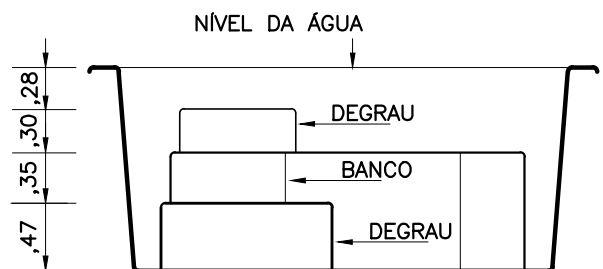 NÍVEL DA ÁGUA
,28
DEGRAU
,30
BANCO
,35
DEGRAU
,47